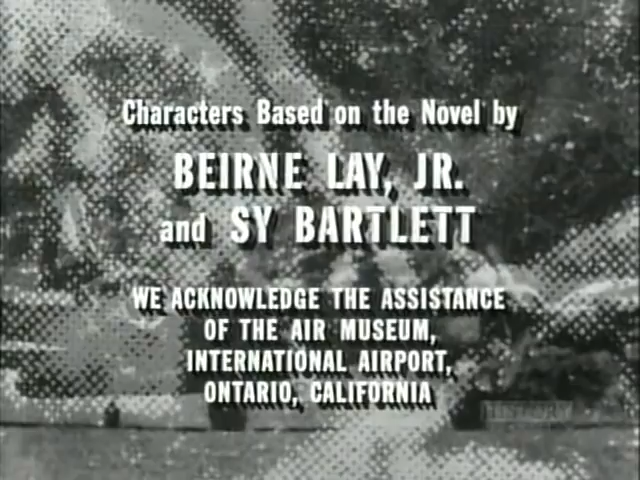 Characters Based on the Novel by
BEIRNE LAY, JR.
and SY BARTLETT
WE ACKNOWLEDGE THE ASSISTANCE
OF THE AIR MUSEUM,
INTERNATIONAL AIRPORT,
ONTARIO, CALIFORNIA
HISTORY